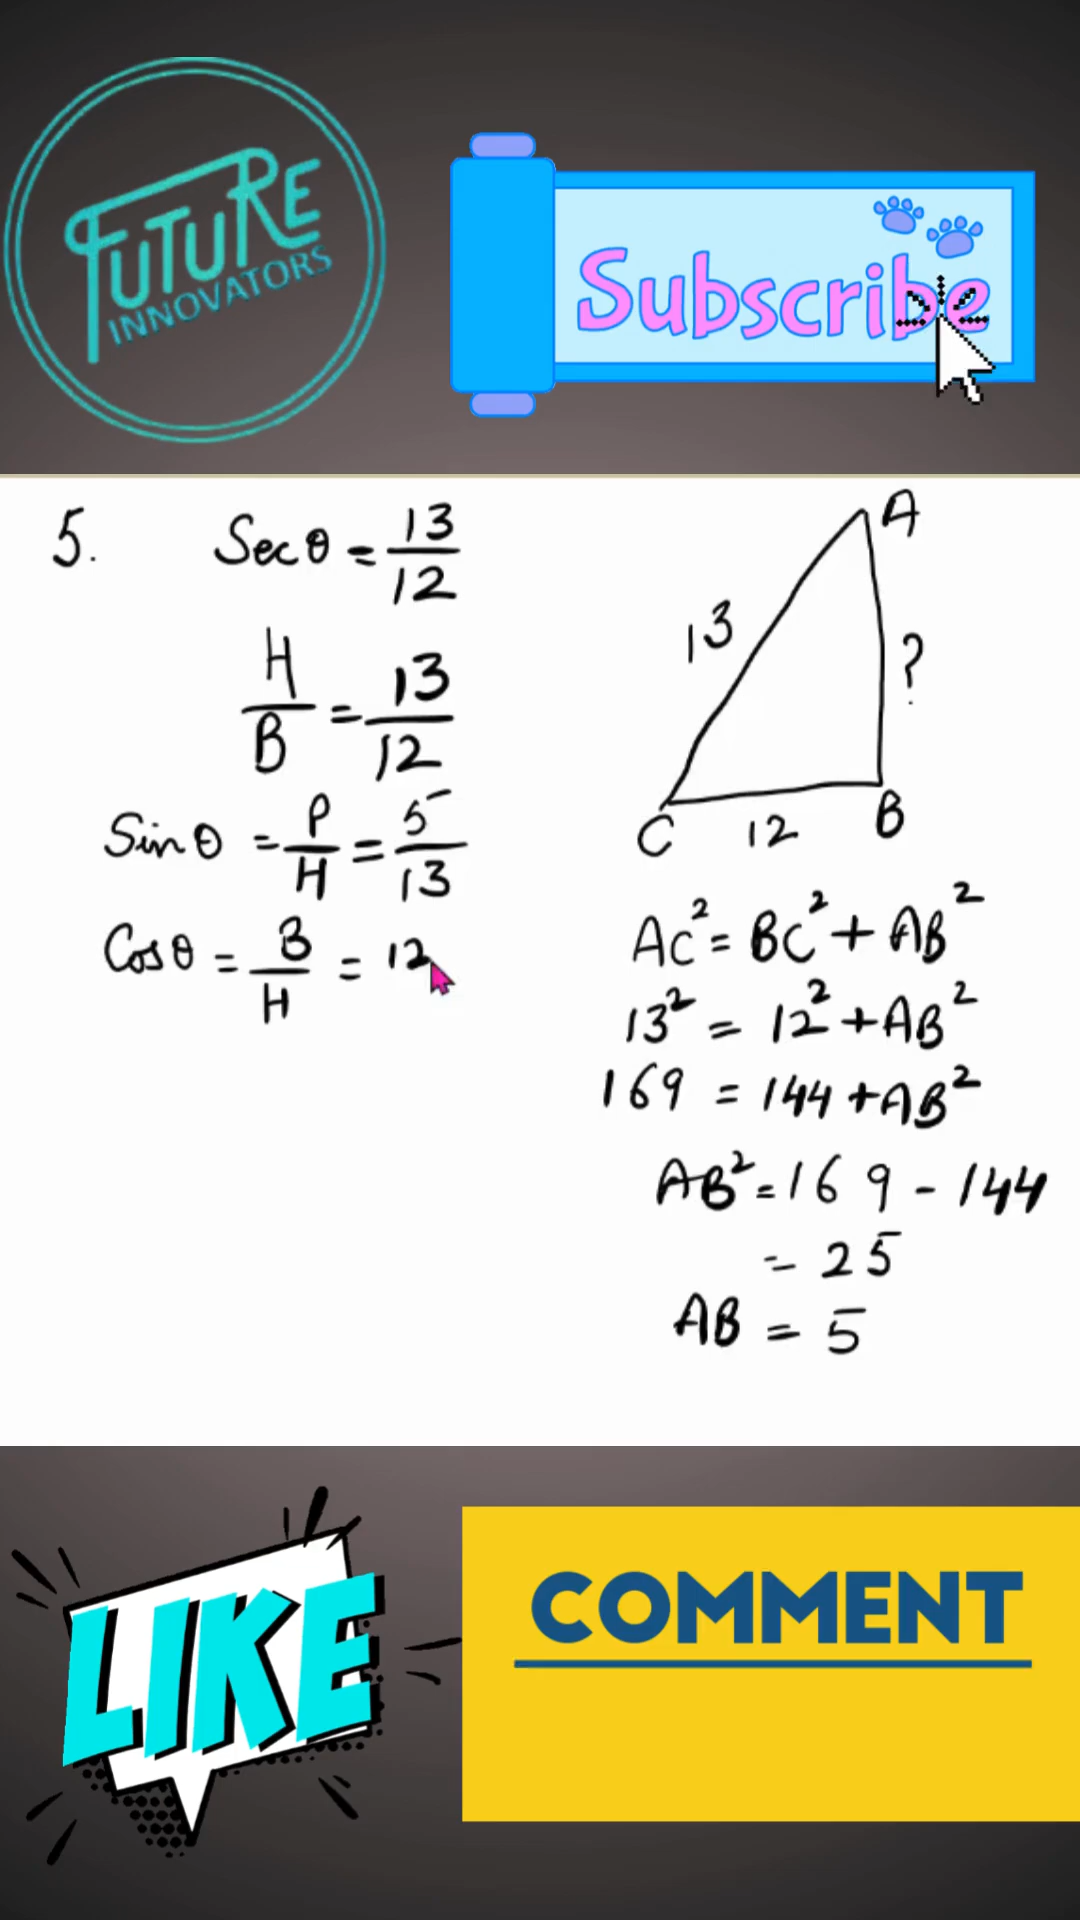 FUTURE
INNOVATORS
Subscribe
5. Secθ = 13/12
H/B = 13/12
Sinθ = P/H = 5/13
Cosθ = B/H = 12
A
13
?
C 12 B
AC² = BC² + AB²
13² = 12² + AB²
169 = 144 + AB²
AB² = 169 - 144
= 25
AB = 5
LIKE
COMMENT